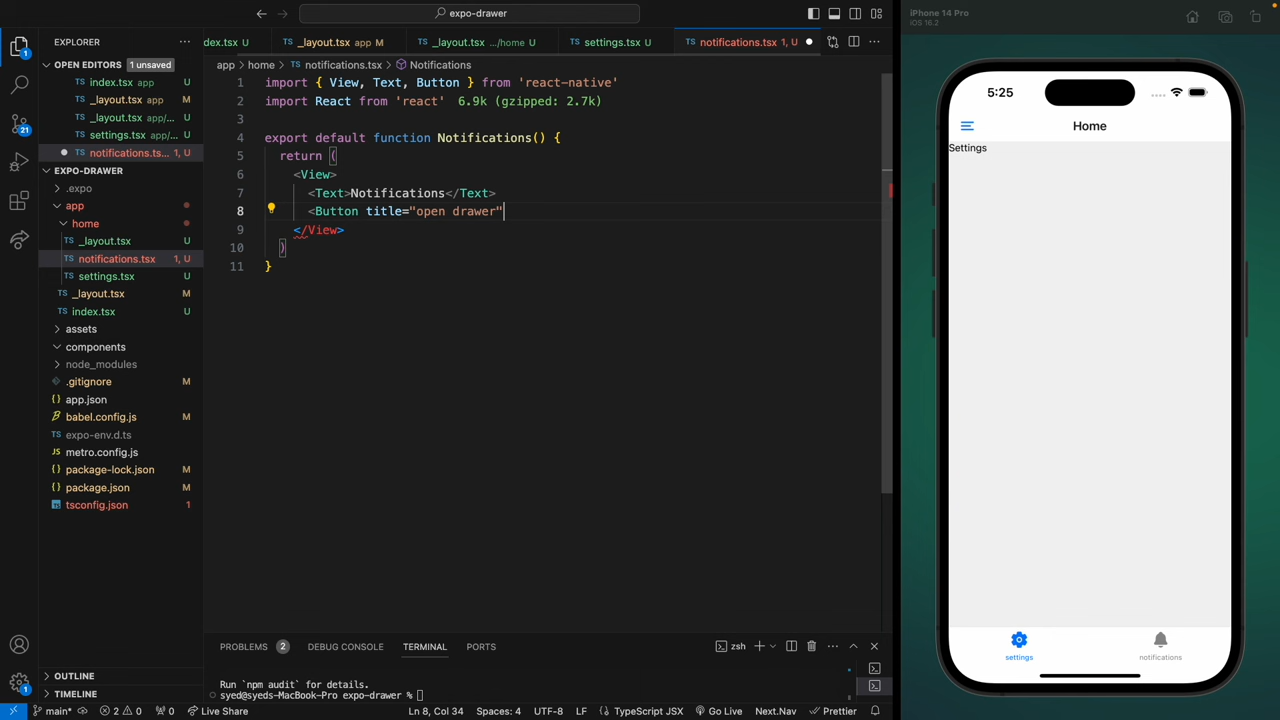 expo-drawer
iPhone 14 Pro
iOS 16.2
EXPLORER
dex.tsx U
_layout.tsx app M
_layout.tsx .../home U
settings.tsx U
notifications.tsx 1, U
OPEN EDITORS 1 unsaved
app > home > TS notifications.tsx > Notifications
index.tsx app
_layout.tsx app
_layout.tsx app/...
settings.tsx app/...
notifications.ts... 1, U
EXPO-DRAWER
.expo
app
home
_layout.tsx U
notifications.tsx 1, U
settings.tsx U
_layout.tsx M
index.tsx U
assets
components
node_modules
.gitignore M
app.json
babel.config.js M
expo-env.d.ts
metro.config.js
package-lock.json M
package.json M
tsconfig.json 1
OUTLINE
TIMELINE
1 import { View, Text, Button } from 'react-native'
2 import React from 'react' 6.9k (gzipped: 2.7k)
3
4 export default function Notifications() {
5 return (
6 <View>
7 <Text>Notifications</Text>
8 <Button title="open drawer"
9 </View>
10 )
11 }
PROBLEMS 2 DEBUG CONSOLE TERMINAL PORTS
zsh
Run `npm audit` for details.
syed@syeds-MacBook-Pro expo-drawer %
main* 2 0 0 Live Share Ln 8, Col 34 Spaces: 4 UTF-8 LF TypeScript JSX Go Live Next.Nav Prettier
5:25
Home
Settings
settings
notifications